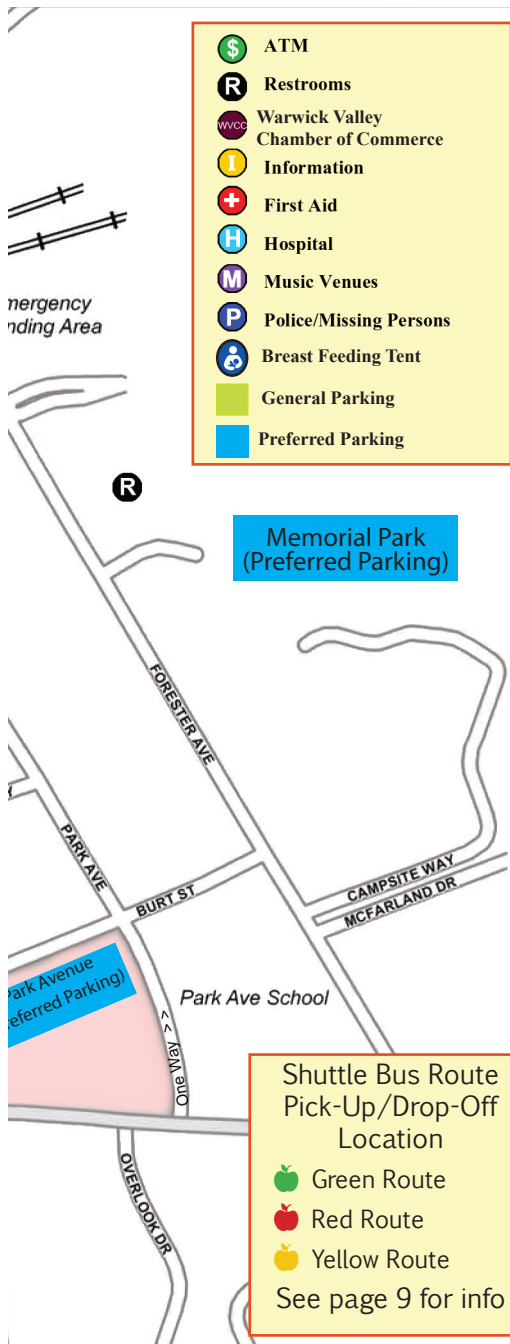 $ ATM
R Restrooms
WVCC Warwick Valley
Chamber of Commerce
I Information
First Aid
H Hospital
M Music Venues
P Police/Missing Persons
Breast Feeding Tent
General Parking
Preferred Parking
mergency
nding Area
R
Memorial Park
(Preferred Parking)
FORESTER AVE
PARK AVE
BURT ST
CAMPSITE WAY
MCFARLAND DR
Park Avenue
referred Parking)
Park Ave School
One Way < < >
OVERLOOK DR
Shuttle Bus Route
Pick-Up/Drop-Off
Location
Green Route
Red Route
Yellow Route
See page 9 for info